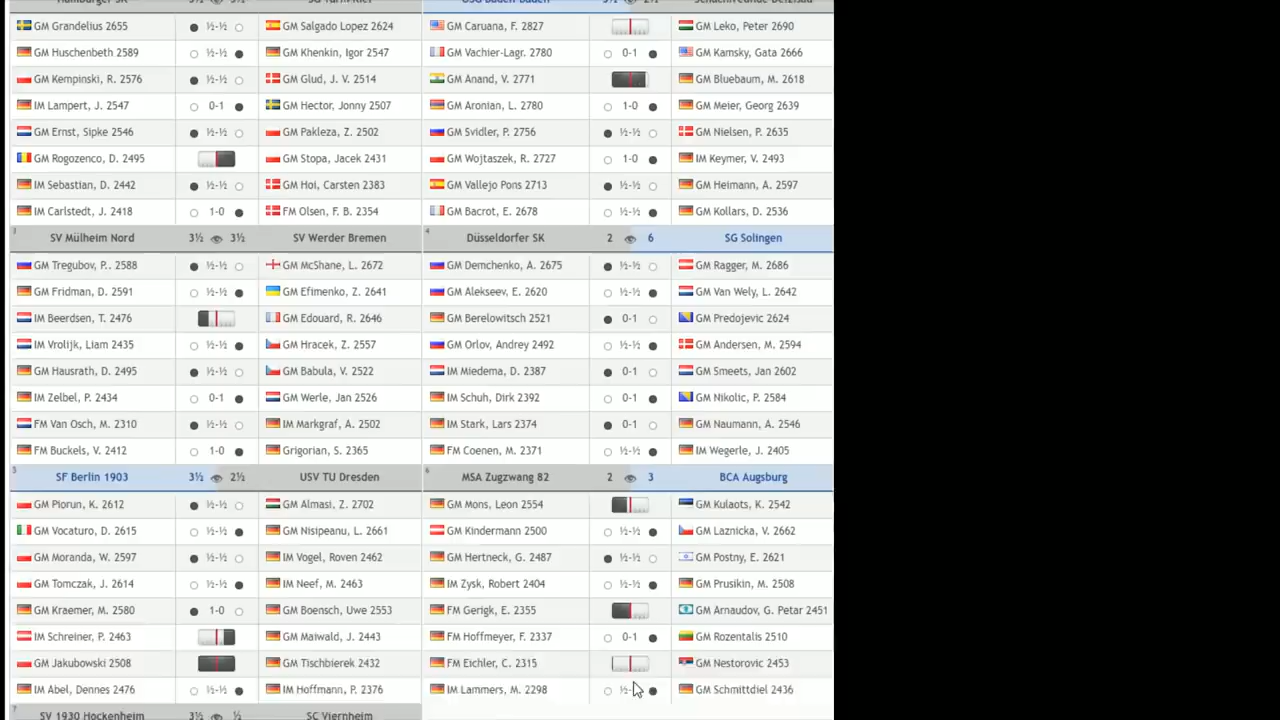 GM Grandelius 2655 ½-½ GM Salgado Lopez 2624 GM Caruana, F. 2827 GM Leko, Peter 2690
GM Huschenbeth 2589 ½-½ GM Khenkin, Igor 2547 GM Vachier-Lagr. 2780 0-1 GM Kamsky, Gata 2666
GM Kempinski, R. 2576 ½-½ GM Glud, J. V. 2514 GM Anand, V. 2771 GM Bluebaum, M. 2618
IM Lampert, J. 2547 0-1 GM Hector, Jonny 2507 GM Aronian, L. 2780 1-0 GM Meier, Georg 2639
GM Ernst, Sipke 2546 ½-½ GM Pakleza, Z. 2502 GM Svidler, P. 2756 ½-½ GM Nielsen, P. 2635
GM Rogozenco, D. 2495 GM Stopa, Jacek 2431 GM Wojtaszek, R. 2727 1-0 IM Keymer, V. 2493
IM Sebastian, D. 2442 ½-½ GM Hoi, Carsten 2383 GM Vallejo Pons 2713 ½-½ GM Heimann, A. 2597
IM Carlstedt, J. 2418 1-0 FM Olsen, F. B. 2354 GM Bacrot, E. 2678 ½-½ GM Kollars, D. 2536
3 SV Mülheim Nord 3½ 3½ SV Werder Bremen 4 Düsseldorfer SK 2 6 SG Solingen
GM Tregubov, P.. 2588 ½-½ GM McShane, L. 2672 GM Demchenko, A. 2675 ½-½ GM Ragger, M. 2686
GM Fridman, D. 2591 ½-½ GM Efimenko, Z. 2641 GM Alekseev, E. 2620 ½-½ GM Van Wely, L. 2642
IM Beerdsen, T. 2476 GM Edouard, R. 2646 GM Berelowitsch 2521 0-1 GM Predojevic 2624
IM Vrolijk, Liam 2435 ½-½ GM Hracek, Z. 2557 GM Orlov, Andrey 2492 ½-½ GM Andersen, M. 2594
GM Hausrath, D. 2495 ½-½ GM Babula, V. 2522 IM Miedema, D. 2387 0-1 GM Smeets, Jan 2602
IM Zelbel, P. 2434 0-1 GM Werle, Jan 2526 IM Schuh, Dirk 2392 0-1 GM Nikolic, P. 2584
FM Van Osch, M. 2310 ½-½ IM Markgraf, A. 2502 IM Stark, Lars 2374 0-1 GM Naumann, A. 2546
FM Buckels, V. 2412 1-0 Grigorian, S. 2365 FM Coenen, M. 2371 ½-½ IM Wegerle, J. 2405
5 SF Berlin 1903 3½ 2½ USV TU Dresden 6 MSA Zugzwang 82 2 3 BCA Augsburg
GM Piorun, K. 2612 ½-½ GM Almasi, Z. 2702 GM Mons, Leon 2554 GM Kulaots, K. 2542
GM Vocaturo, D. 2615 ½-½ GM Nisipeanu, L. 2661 GM Kindermann 2500 ½-½ GM Laznicka, V. 2662
GM Moranda, W. 2597 ½-½ IM Vogel, Roven 2462 GM Hertneck, G. 2487 ½-½ GM Postny, E. 2621
GM Tomczak, J. 2614 ½-½ IM Neef, M. 2463 IM Zysk, Robert 2404 ½-½ GM Prusikin, M. 2508
GM Kraemer, M. 2580 1-0 GM Boensch, Uwe 2553 FM Gerigk, E. 2355 GM Arnaudov, G. Petar 2451
IM Schreiner, P. 2463 GM Maiwald, J. 2443 FM Hoffmeyer, F. 2337 0-1 GM Rozentalis 2510
GM Jakubowski 2508 GM Tischbierek 2432 FM Eichler, C. 2315 GM Nestorovic 2453
IM Abel, Dennes 2476 ½-½ IM Hoffmann, P. 2376 IM Lammers, M. 2298 GM Schmittdiel 2436
7 SV 1930 Hockenheim 3½ ½ SC Viernheim